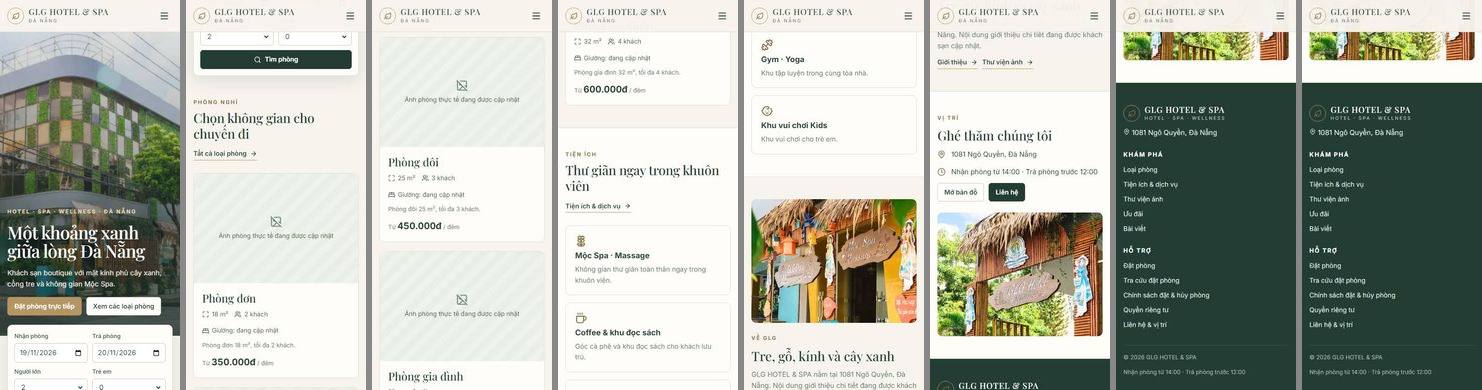 GLG HOTEL & SPA
ĐÀ NẴNG
HOTEL · SPA · WELLNESS · ĐÀ NẴNG
Một khoảng xanh
giữa lòng Đà Nẵng
Khách sạn boutique với mặt kính phủ cây xanh,
cổng tre và không gian Mộc Spa.
Đặt phòng trực tiếp
Xem các loại phòng
Nhận phòng
Trả phòng
19/11/2026
20/11/2026
Người lớn
Trẻ em
2
0
GLG HOTEL & SPA
ĐÀ NẴNG
2
0
Tìm phòng
PHÒNG NGHỈ
Chọn không gian cho
chuyến đi
Tất cả loại phòng →
Ảnh phòng thực tế đang được cập nhật
Phòng đơn
18 m² 2 khách
Giường: đang cập nhật
Phòng đơn 18 m², tối đa 2 khách.
Từ 350.000đ / đêm
GLG HOTEL & SPA
ĐÀ NẴNG
Ảnh phòng thực tế đang được cập nhật
Phòng đôi
25 m² 3 khách
Giường: đang cập nhật
Phòng đôi 25 m², tối đa 3 khách.
Từ 450.000đ / đêm
Ảnh phòng thực tế đang được cập nhật
Phòng gia đình
GLG HOTEL & SPA
ĐÀ NẴNG
32 m² 4 khách
Giường: đang cập nhật
Phòng gia đình 32 m², tối đa 4 khách.
Từ 600.000đ / đêm
TIỆN ÍCH
Thư giãn ngay trong khuôn
viên
Tiện ích & dịch vụ →
Mộc Spa · Massage
Không gian thư giãn thảo thân ngay trong
khuôn viên.
Coffee & khu đọc sách
Góc cà phê và khu đọc sách cho khách lưu
trú.
GLG HOTEL & SPA
ĐÀ NẴNG
Gym · Yoga
Khu tập luyện trong cùng tòa nhà.
Khu vui chơi Kids
Khu vui chơi cho trẻ em.
VỀ GLG
Tre, gỗ, kính và cây xanh
GLG HOTEL & SPA nằm tại 1081 Ngô Quyền, Đà
Nẵng. Nội dung giới thiệu chi tiết đang được khách
GLG HOTEL & SPA
ĐÀ NẴNG
Nẵng. Nội dung giới thiệu chi tiết đang được khách
sạn cập nhật.
Giới thiệu →
Thư viện ảnh →
VỊ TRÍ
Ghé thăm chúng tôi
1081 Ngô Quyền, Đà Nẵng
Nhận phòng từ 14:00 · Trả phòng trước 12:00
Mở bản đồ
Liên hệ
GLG HOTEL & SPA
GLG HOTEL & SPA
ĐÀ NẴNG
GLG HOTEL & SPA
HOTEL · SPA · WELLNESS
1081 Ngô Quyền, Đà Nẵng
KHÁM PHÁ
Loại phòng
Tiện ích & dịch vụ
Thư viện ảnh
Ưu đãi
Bài viết
HỖ TRỢ
Đặt phòng
Tra cứu đặt phòng
Chính sách đặt & hủy phòng
Quyền riêng tư
Liên hệ & vị trí
© 2026 GLG HOTEL & SPA
Nhận phòng từ 14:00 · Trả phòng trước 12:00
GLG HOTEL & SPA
ĐÀ NẴNG
GLG HOTEL & SPA
HOTEL · SPA · WELLNESS
1081 Ngô Quyền, Đà Nẵng
KHÁM PHÁ
Loại phòng
Tiện ích & dịch vụ
Thư viện ảnh
Ưu đãi
Bài viết
HỖ TRỢ
Đặt phòng
Tra cứu đặt phòng
Chính sách đặt & hủy phòng
Quyền riêng tư
Liên hệ & vị trí
© 2026 GLG HOTEL & SPA
Nhận phòng từ 14:00 · Trả phòng trước 12:00